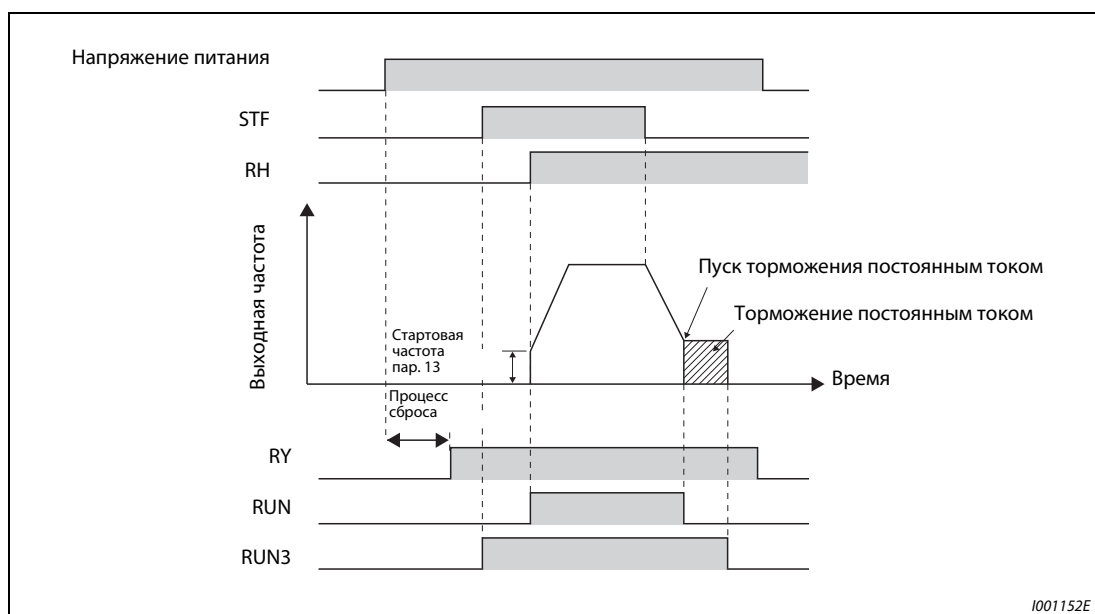 Напряжение питания
STF
RH
Выходная частота
Пуск торможения постоянным током
Торможение постоянным током
Стартовая
частота
пар. 13
Время
Процесс
сброса
RY
RUN
RUN3
I001152E